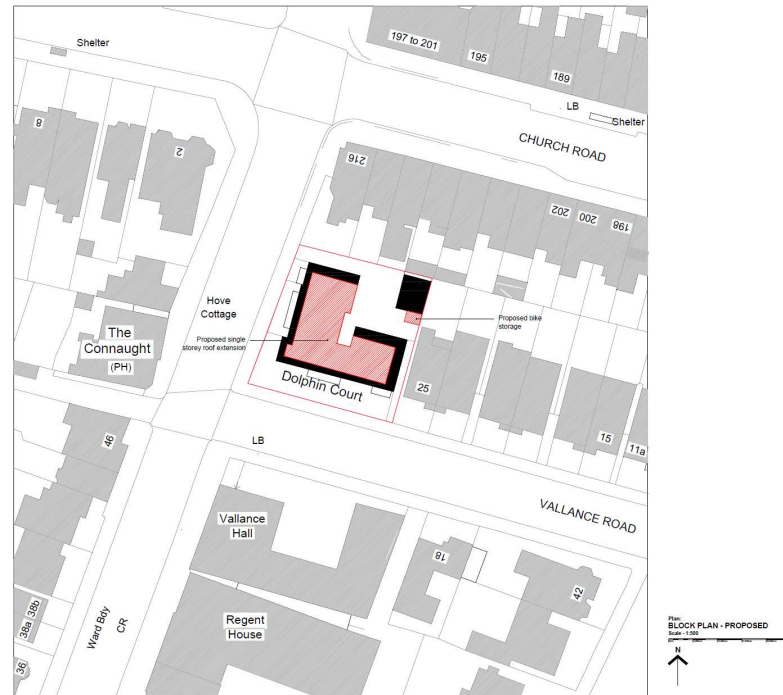 Shelter
197 to 201
195
189
LB
Shelter
CHURCH ROAD
8
2
216
202
200
198
Hove
Cottage
Proposed single
storey roof extension
Proposed bike
storage
The
Connaught
(PH)
Dolphin Court
25
15
11a
46
LB
VALLANCE ROAD
Vallance
Hall
18
42
Regent
House
38a
38b
36
Ward Bdy
CR
Plan:
BLOCK PLAN - PROPOSED
Scale - 1:500
N